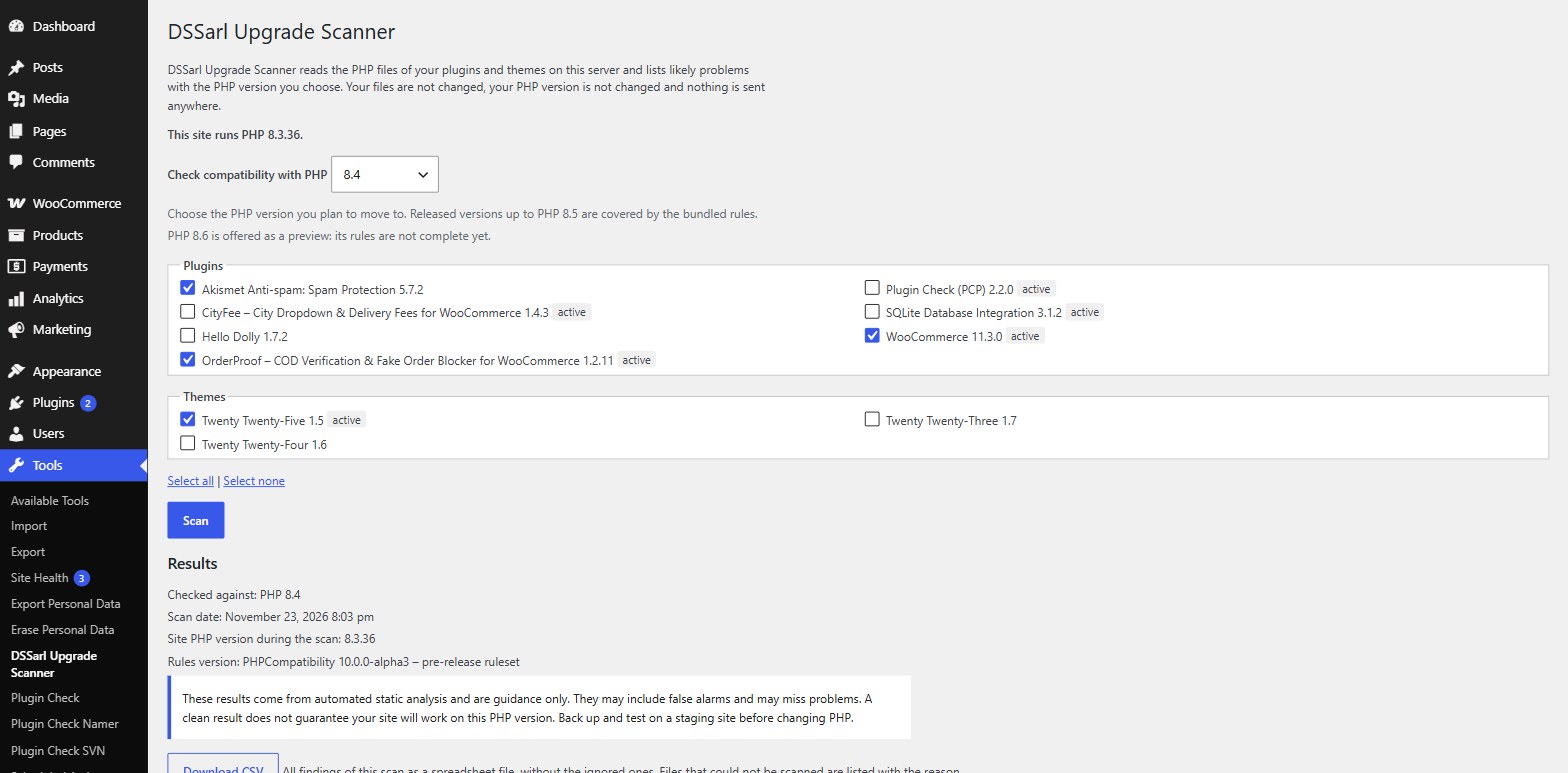 Dashboard
Posts
Media
Pages
Comments
WooCommerce
Products
Payments
Analytics
Marketing
Appearance
Plugins 2
Users
Tools
Available Tools
Import
Export
Site Health 3
Export Personal Data
Erase Personal Data
DSSarl Upgrade
Scanner
Plugin Check
Plugin Check Namer
Plugin Check SVN
DSSarl Upgrade Scanner
DSSarl Upgrade Scanner reads the PHP files of your plugins and themes on this server and lists likely problems
with the PHP version you choose. Your files are not changed, your PHP version is not changed and nothing is sent
anywhere.
This site runs PHP 8.3.36.
Check compatibility with PHP 8.4
Choose the PHP version you plan to move to. Released versions up to PHP 8.5 are covered by the bundled rules.
PHP 8.6 is offered as a preview: its rules are not complete yet.
Plugins
Akismet Anti-spam: Spam Protection 5.7.2
CityFee – City Dropdown & Delivery Fees for WooCommerce 1.4.3 active
Hello Dolly 1.7.2
OrderProof – COD Verification & Fake Order Blocker for WooCommerce 1.2.11 active
Plugin Check (PCP) 2.2.0 active
SQLite Database Integration 3.1.2 active
WooCommerce 11.3.0 active
Themes
Twenty Twenty-Five 1.5 active
Twenty Twenty-Four 1.6
Twenty Twenty-Three 1.7
Select all | Select none
Scan
Results
Checked against: PHP 8.4
Scan date: November 23, 2026 8:03 pm
Site PHP version during the scan: 8.3.36
Rules version: PHPCompatibility 10.0.0-alpha3 – pre-release ruleset
These results come from automated static analysis and are guidance only. They may include false alarms and may miss problems. A
clean result does not guarantee your site will work on this PHP version. Back up and test on a staging site before changing PHP.
Download CSV All findings of this scan as a spreadsheet file, without the ignored ones. Files that could not be scanned are listed with the reason.